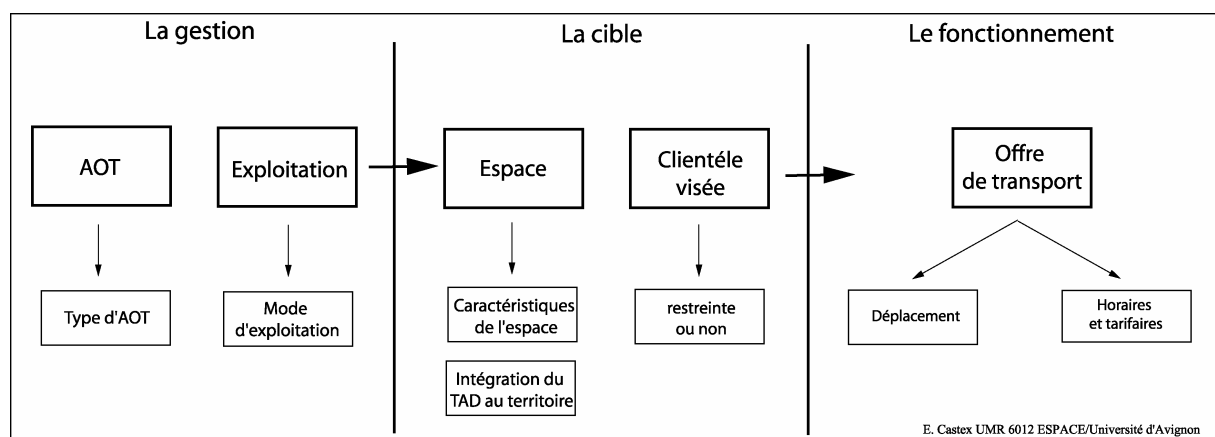 La gestion
La cible
Le fonctionnement
AOT
Exploitation
Espace
Clientéle
visée
Offre
de transport
Type d'AOT
Mode
d'exploitation
Caractéristiques
de l'espace
restreinte
ou non
Déplacement
Horaires
et tarifaires
Intégration du
TAD au territoire
E. Castex UMR 6012 ESPACE/Université d'Avignon